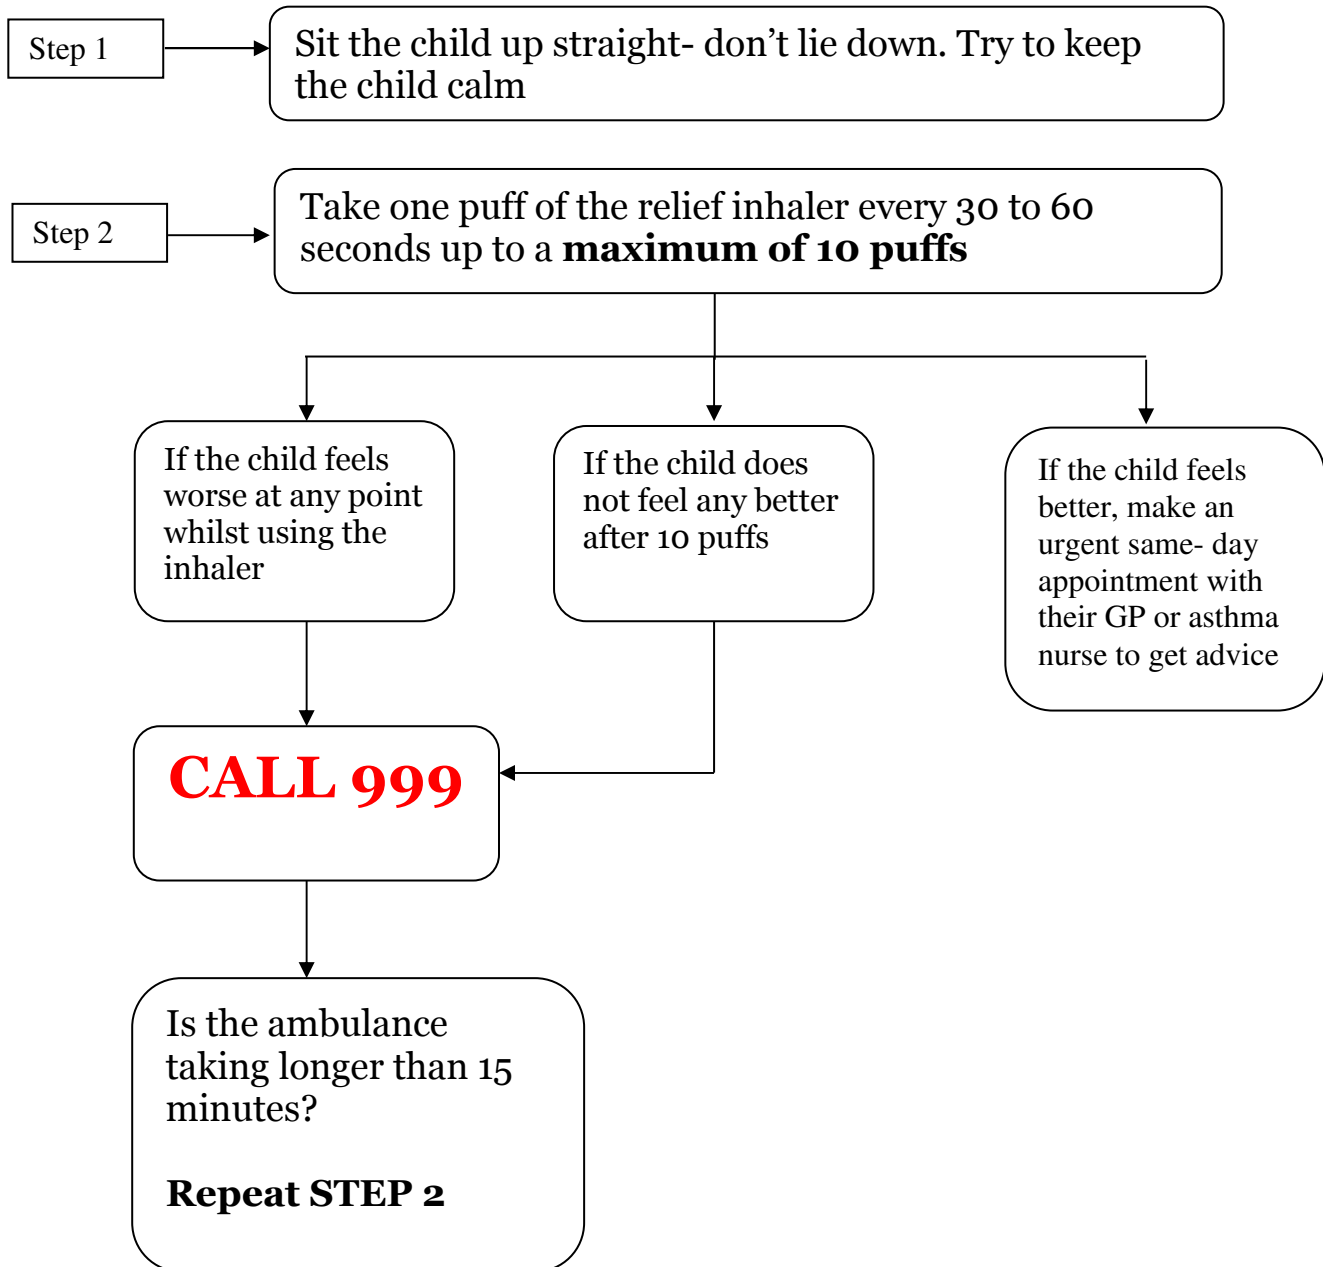 Step 1
Sit the child up straight- don’t lie down. Try to keep
the child calm
Step 2
Take one puff of the relief inhaler every 30 to 60
seconds up to a maximum of 10 puffs
If the child feels
worse at any point
whilst using the
inhaler
If the child does
not feel any better
after 10 puffs
If the child feels
better, make an
urgent same- day
appointment with
their GP or asthma
nurse to get advice
CALL 999
Is the ambulance
taking longer than 15
minutes?
Repeat STEP 2